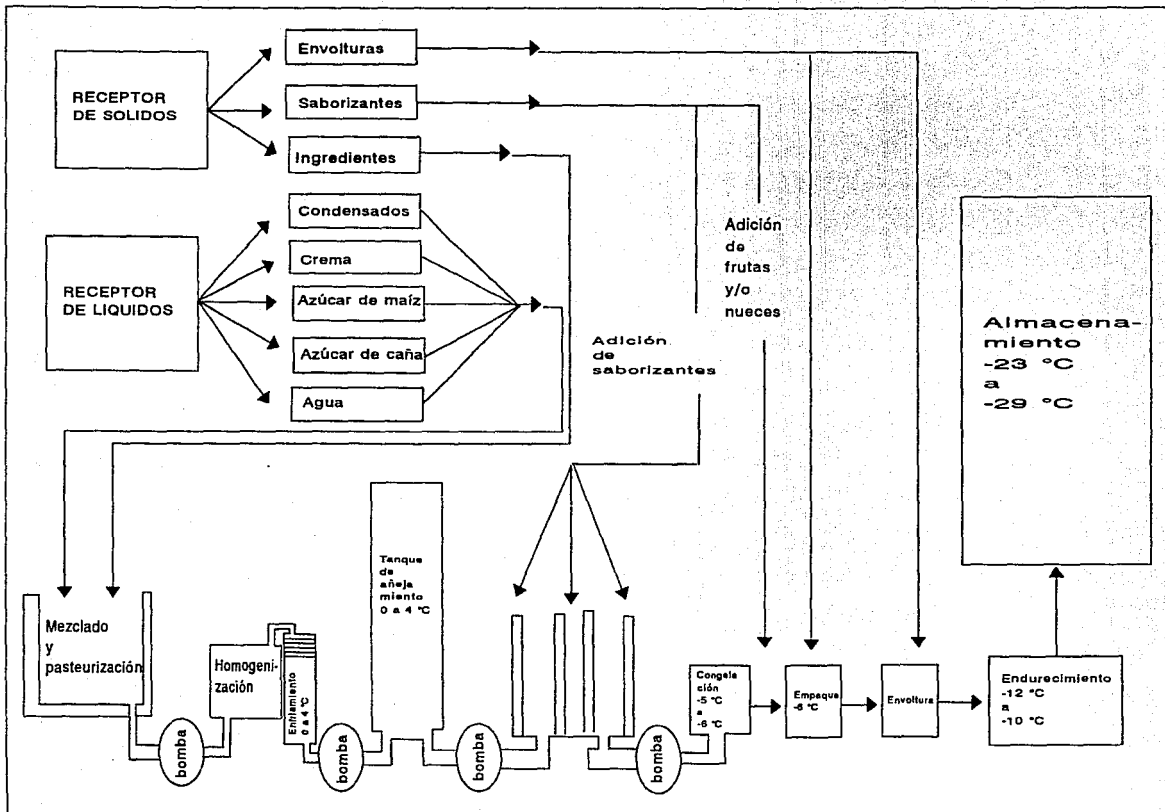 RECEPTOR
DE SOLIDOS
Envolturas
Saborizantes
Ingredientes
RECEPTOR
DE LIQUIDOS
Condensados
Crema
Azúcar de maíz
Azúcar de caña
Agua
Adición
de
saborizantes
Adición
de
frutas
y/o
nueces
Almacena-
miento
-23 °C
a
-29 °C
Mezclado
y
pasteurización
bomba
Homogeni-
zación
Enfriamiento
0 a 4 °C
bomba
Tanque
de
añeja
miento
0 a 4 °C
bomba
bomba
Congela
ción
-5 °C
a
-6 °C
Empaque
-6 °C
Envoltura
Endurecimiento
-12 °C
a
-10 °C